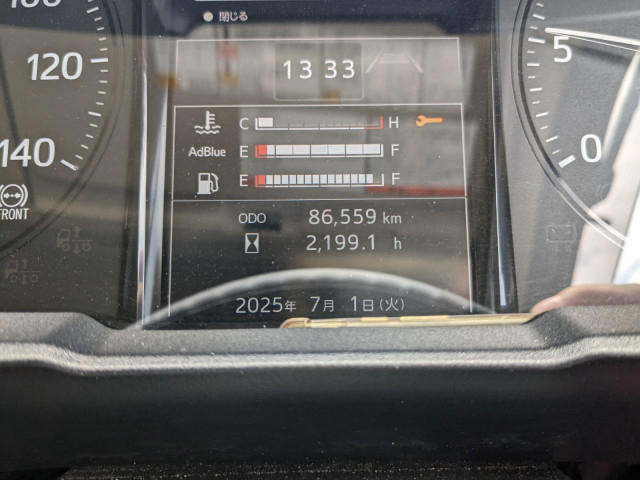 閉じる
120
140
FRONT
13 33
5
0
C H
AdBlue E F
E F
ODO 86,559 km
2,199.1 h
2025年 7月 1日(火)